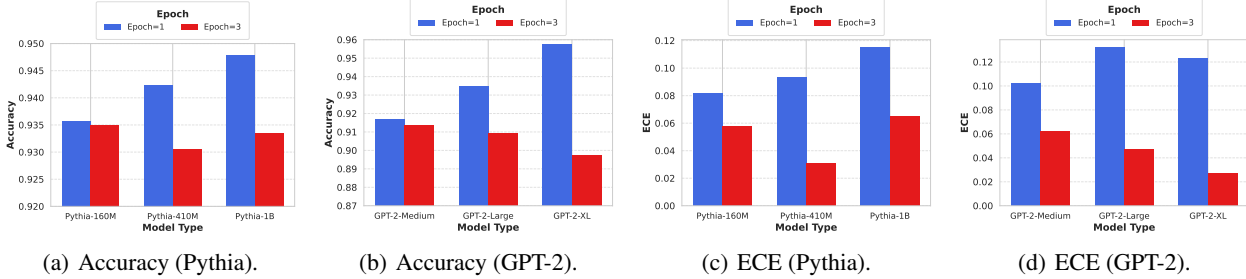 Epoch
Epoch=1 Epoch=3
Accuracy
0.950
0.945
0.940
0.935
0.930
0.925
0.920
Pythia-160M Pythia-410M Pythia-1B
Model Type
(a) Accuracy (Pythia).
Epoch
Epoch=1 Epoch=3
Accuracy
0.96
0.95
0.94
0.93
0.92
0.91
0.90
0.89
0.88
0.87
GPT-2-Medium GPT-2-Large GPT-2-XL
Model Type
(b) Accuracy (GPT-2).
Epoch
Epoch=1 Epoch=3
ECE
0.12
0.10
0.08
0.06
0.04
0.02
0.00
Pythia-160M Pythia-410M Pythia-1B
Model Type
(c) ECE (Pythia).
Epoch
Epoch=1 Epoch=3
ECE
0.12
0.10
0.08
0.06
0.04
0.02
0.00
GPT-2-Medium GPT-2-Large GPT-2-XL
Model Type
(d) ECE (GPT-2).